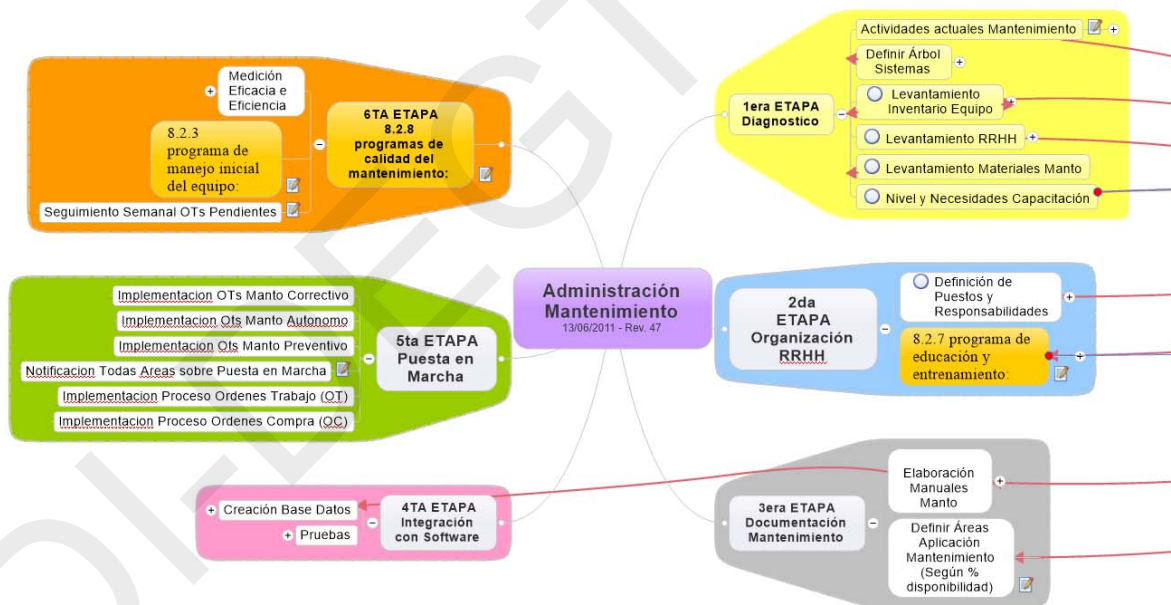 Administración
Mantenimiento
13/06/2011 - Rev. 47
1era ETAPA
Diagnostico
Actividades actuales Mantenimiento
Definir Árbol
Sistemas
Levantamiento
Inventario Equipo
Levantamiento RRHH
Levantamiento Materiales Manto
Nivel y Necesidades Capacitación
2da
ETAPA
Organización
RRHH
Definición de
Puestos y
Responsabilidades
8.2.7 programa de
educación y
entrenamiento:
3era ETAPA
Documentación
Mantenimiento
Elaboración
Manuales
Manto
Definir Áreas
Aplicación
Mantenimiento
(Según %
disponibilidad)
4TA ETAPA
Integración
con Software
Creación Base Datos
Pruebas
5ta ETAPA
Puesta en
Marcha
Implementacion OTs Manto Correctivo
Implementacion Ots Manto Autonomo
Implementacion Ots Manto Preventivo
Notificacion Todas Areas sobre Puesta en Marcha
Implementacion Proceso Ordenes Trabajo (OT)
Implementacion Proceso Ordenes Compra (OC)
6TA ETAPA
8.2.8
programas de
calidad del
mantenimiento:
Medición
Eficacia e
Eficiencia
8.2.3
programa de
manejo inicial
del equipo:
Seguimiento Semanal OTs Pendientes